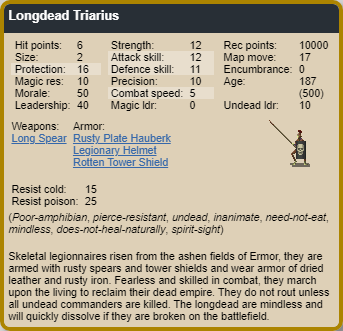 Longdead Triarius
Hit points: 6 Strength: 12 Rec points: 10000
Size: 2 Attack skill: 12 Map move: 17
Protection: 16 Defence skill: 11 Encumbrance: 0
Magic res: 10 Precision: 10 Age: 187
Morale: 50 Combat speed: 5 (500)
Leadership: 40 Magic ldr: 0 Undead ldr: 10
Weapons: Armor:
Long Spear Rusty Plate Hauberk
Legionary Helmet
Rotten Tower Shield
Resist cold: 15
Resist poison: 25
(Poor-amphibian, pierce-resistant, undead, inanimate, need-not-eat,
mindless, does-not-heal-naturally, spirit-sight)
Skeletal legionnaires risen from the ashen fields of Ermor, they are
armed with rusty spears and tower shields and wear armor of dried
leather and rusty iron. Fearless and skilled in combat, they march
upon the living to reclaim their dead empire. They do not rout unless
all undead commanders are killed. The longdead are mindless and
will quickly dissolve if they are broken on the battlefield.